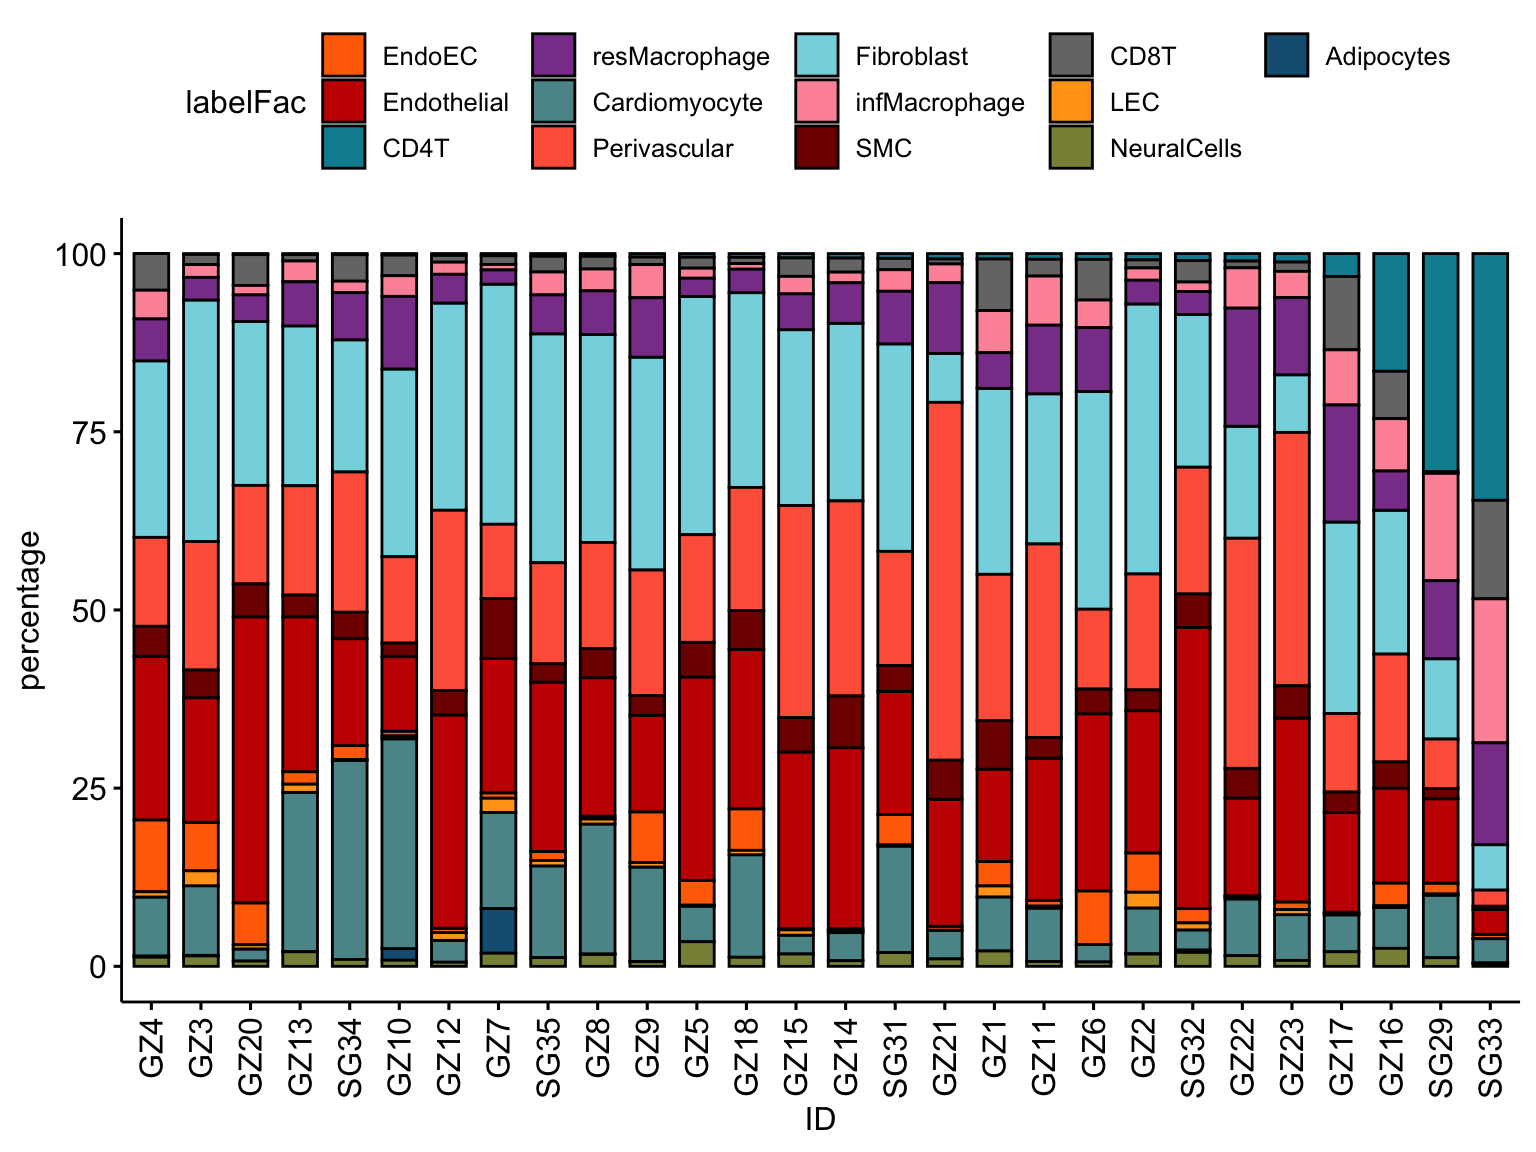 EndoEC resMacrophage Fibroblast CD8T Adipocytes
labelFac Endothelial Cardiomyocyte infMacrophage LEC
CD4T Perivascular SMC NeuralCells
percentage
100
75
50
25
0
GZ4 GZ3 GZ20 GZ13 SG34 GZ10 GZ12 GZ7 SG35 GZ8 GZ9 GZ5 GZ18 GZ15 GZ14 SG31 GZ21 GZ1 GZ11 GZ6 GZ2 SG32 GZ22 GZ23 GZ17 GZ16 SG29 SG33
ID